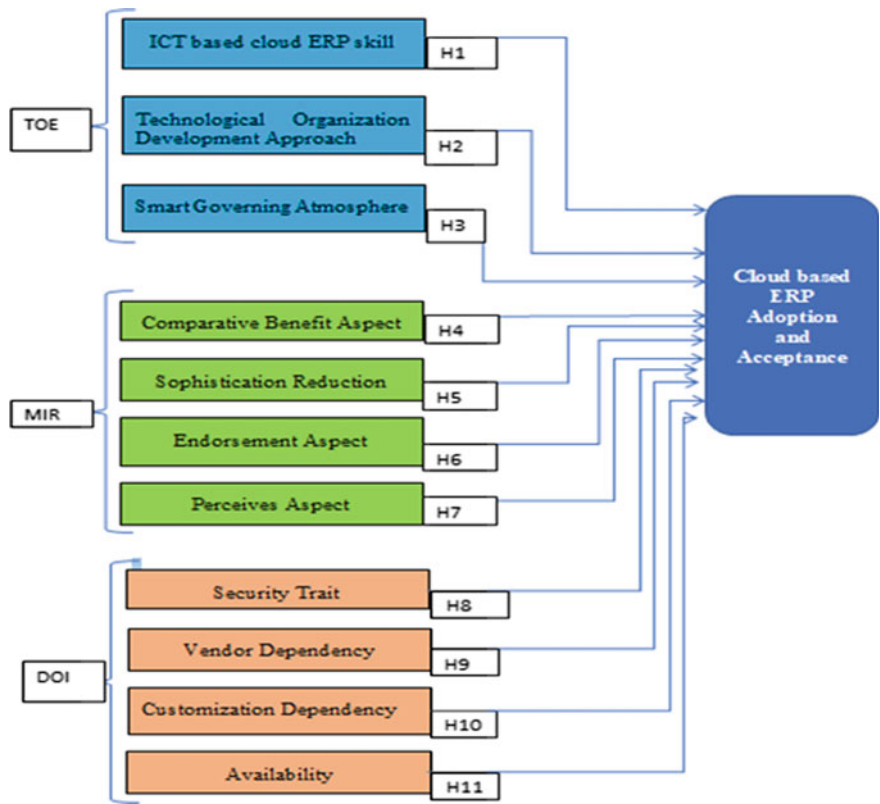 TOE
ICT based cloud ERP skill
H1
Technological Organization
Development Approach
H2
Smart Governing Atmosphere
H3
MIR
Comparative Benefit Aspect
H4
Sophistication Reduction
H5
Endorsement Aspect
H6
Perceives Aspect
H7
DOI
Security Trait
H8
Vendor Dependency
H9
Customization Dependency
H10
Availability
H11
Cloud based
ERP
Adoption
and
Acceptance